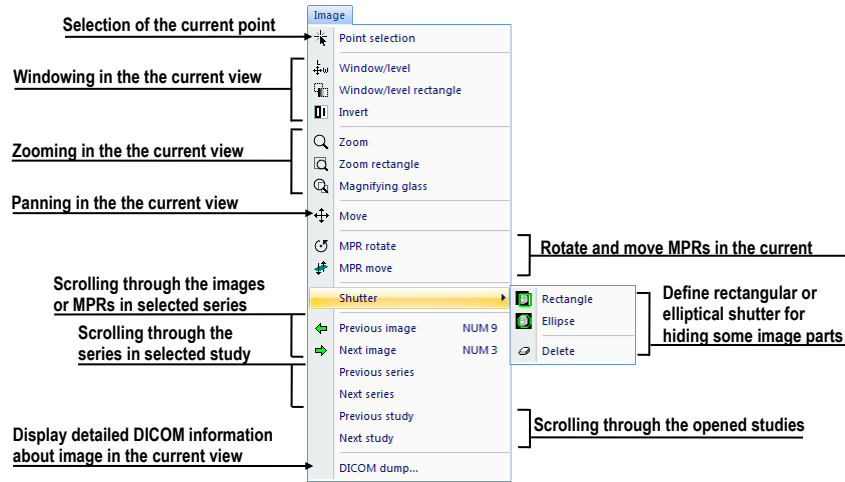 Image
Selection of the current point
Point selection
Windowing in the the current view
Window/level
Window/level rectangle
Invert
Zooming in the the current view
Zoom
Zoom rectangle
Magnifying glass
Panning in the the current view
Move
MPR rotate
MPR move
Rotate and move MPRs in the current
Scrolling through the images
or MPRs in selected series
Shutter
Rectangle
Ellipse
Delete
Define rectangular or
elliptical shutter for
hiding some image parts
Scrolling through the
series in selected study
Previous image NUM 9
Next image NUM 3
Previous series
Next series
Previous study
Next study
Scrolling through the opened studies
Display detailed DICOM information
about image in the current view
DICOM dump...